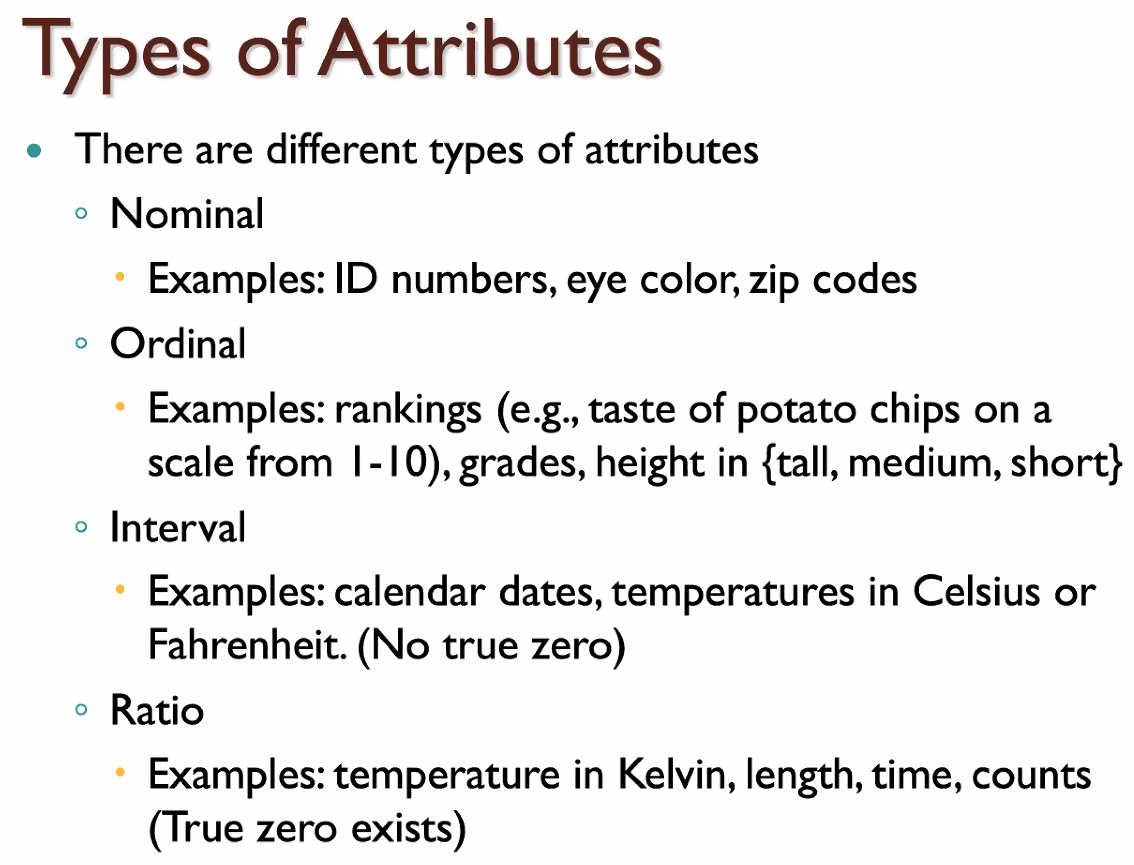 Types of Attributes
There are different types of attributes
Nominal
Examples: ID numbers, eye color, zip codes
Ordinal
Examples: rankings (e.g., taste of potato chips on a
scale from 1-10), grades, height in {tall, medium, short}
Interval
Examples: calendar dates, temperatures in Celsius or
Fahrenheit. (No true zero)
Ratio
Examples: temperature in Kelvin, length, time, counts
(True zero exists)